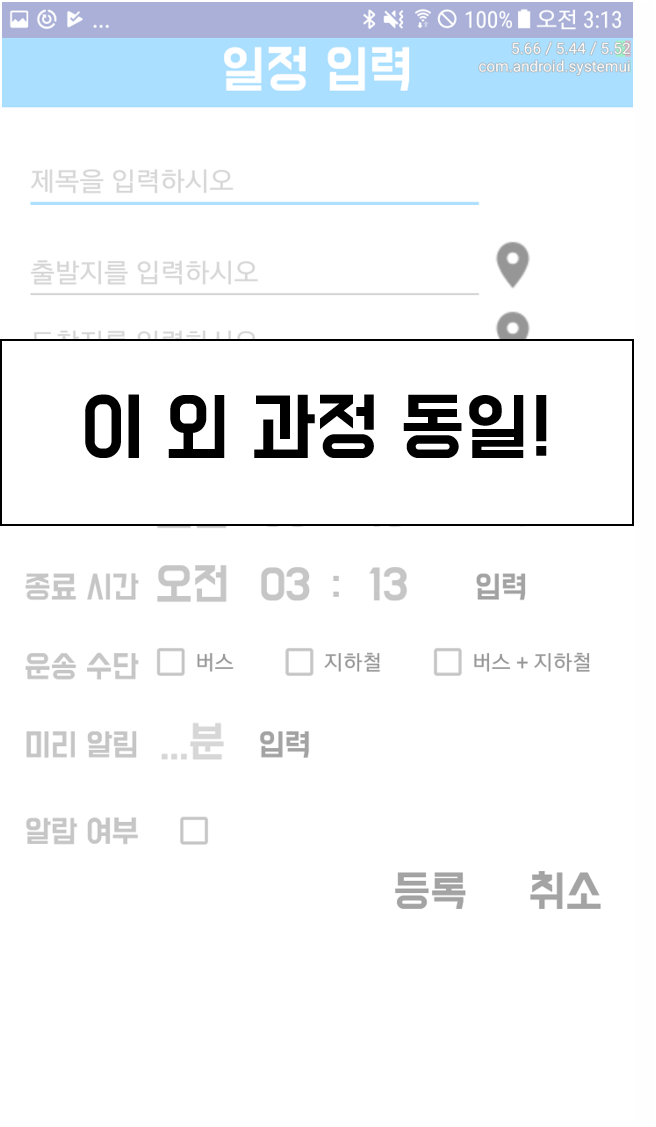 ... 100% 오전 3:13
일정 입력
5.66 / 5.44 / 5.52
com.android.systemui
제목을 입력하시오
출발지를 입력하시오
이 외 과정 동일!
종료 시간 오전 03 : 13 입력
운송 수단 버스 지하철 버스 + 지하철
미리 알림 ...분 입력
알람 여부
등록 취소